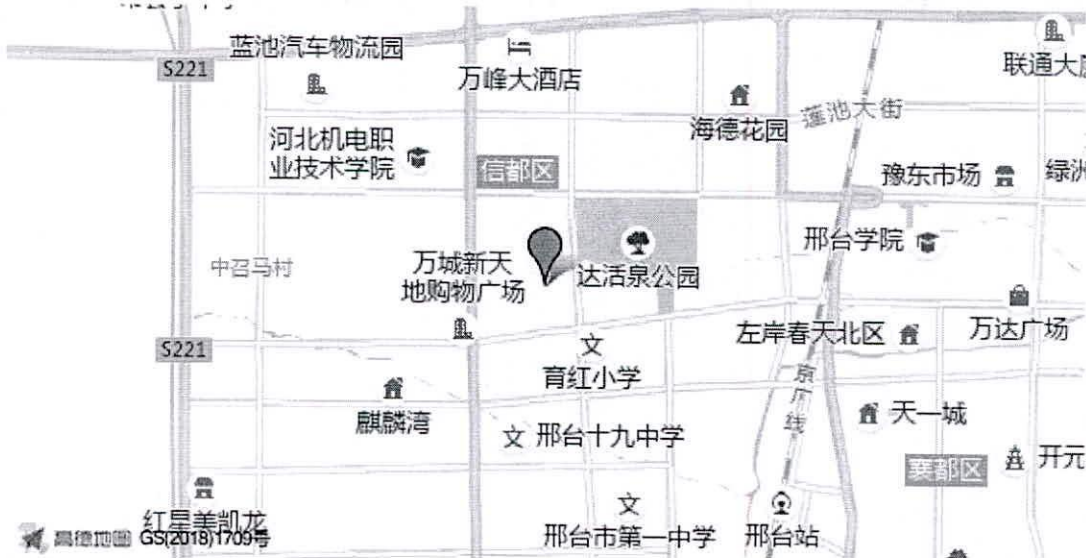 蓝池汽车物流园
S221
万峰大酒店
联通大
海德花园
莲池大街
河北机电职
业技术学院
信都区
豫东市场
绿洲
邢台学院
中召马村
万城新天
地购物广场
达活泉公园
左岸春天北区
万达广场
S221
育红小学
京广线
麒麟湾
天一城
邢台十九中学
襄都区
开元
红星美凯龙
邢台市第一中学
邢台站
高德地图 GS(2018)1709号